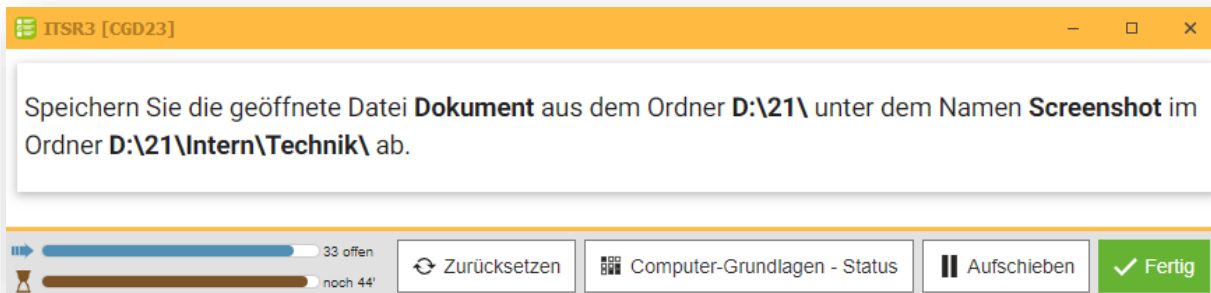 ITSR3 [CGD23]
Speichern Sie die geöffnete Datei Dokument aus dem Ordner D:\21\ unter dem Namen Screenshot im
Ordner D:\21\Intern\Technik\ ab.
33 offen
noch 44'
Zurücksetzen
Computer-Grundlagen - Status
Aufschieben
Fertig